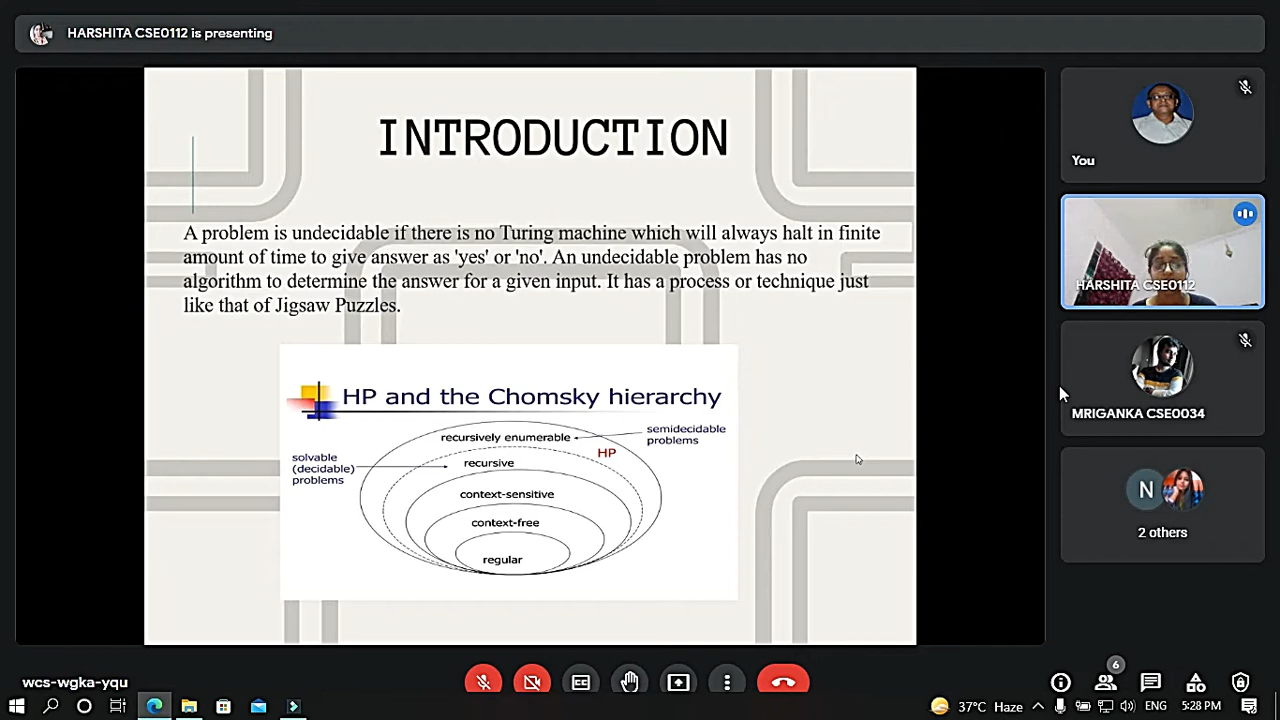 HARSHITA CSE0112 is presenting
INTRODUCTION
A problem is undecidable if there is no Turing machine which will always halt in finite
amount of time to give answer as 'yes' or 'no'. An undecidable problem has no
algorithm to determine the answer for a given input. It has a process or technique just
like that of Jigsaw Puzzles.
HP and the Chomsky hierarchy
recursively enumerable
semidecidable
problems
HP
solvable
(decidable)
problems
recursive
context-sensitive
context-free
regular
You
HARSHITA CSE0112
MRIGANKA CSE0034
N
2 others
wcs-wgka-yqu
CC
6
37°C Haze
ENG
5:28 PM